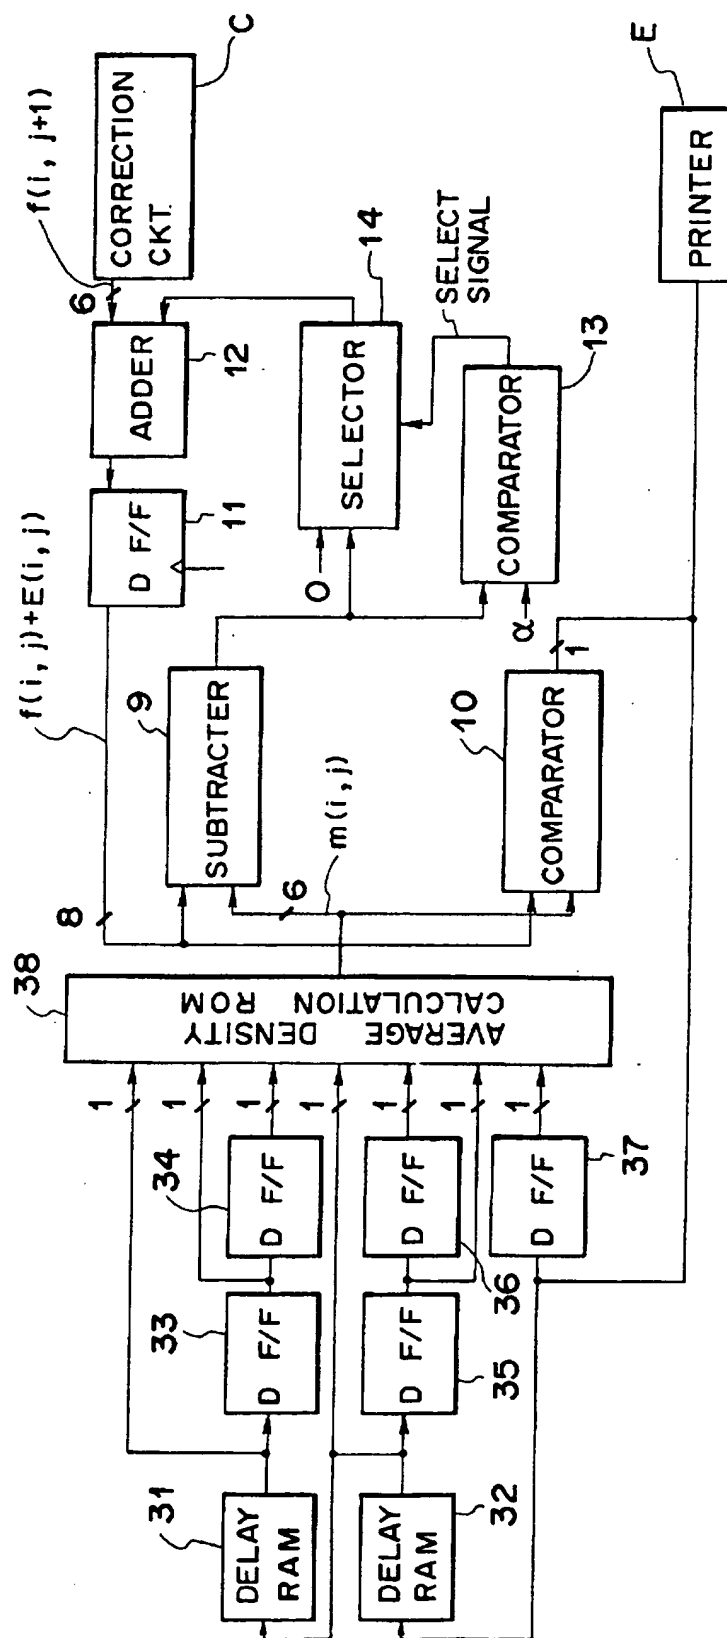 31
DELAY
RAM
33
D F/F
34
D F/F
32
DELAY
RAM
35
D F/F
36
D F/F
37
D F/F
1
1
1
1
1
1
1
38
AVERAGE DENSITY
CALCULATION ROM
8
f(i, j)+E(i, j)
6
m(i, j)
9
SUBTRACTER
10
COMPARATOR
1
D F/F
11
ADDER
12
6
f(i, j+1)
CORRECTION
CKT.
C
0
SELECTOR
14
SELECT
SIGNAL
α
COMPARATOR
13
PRINTER
E